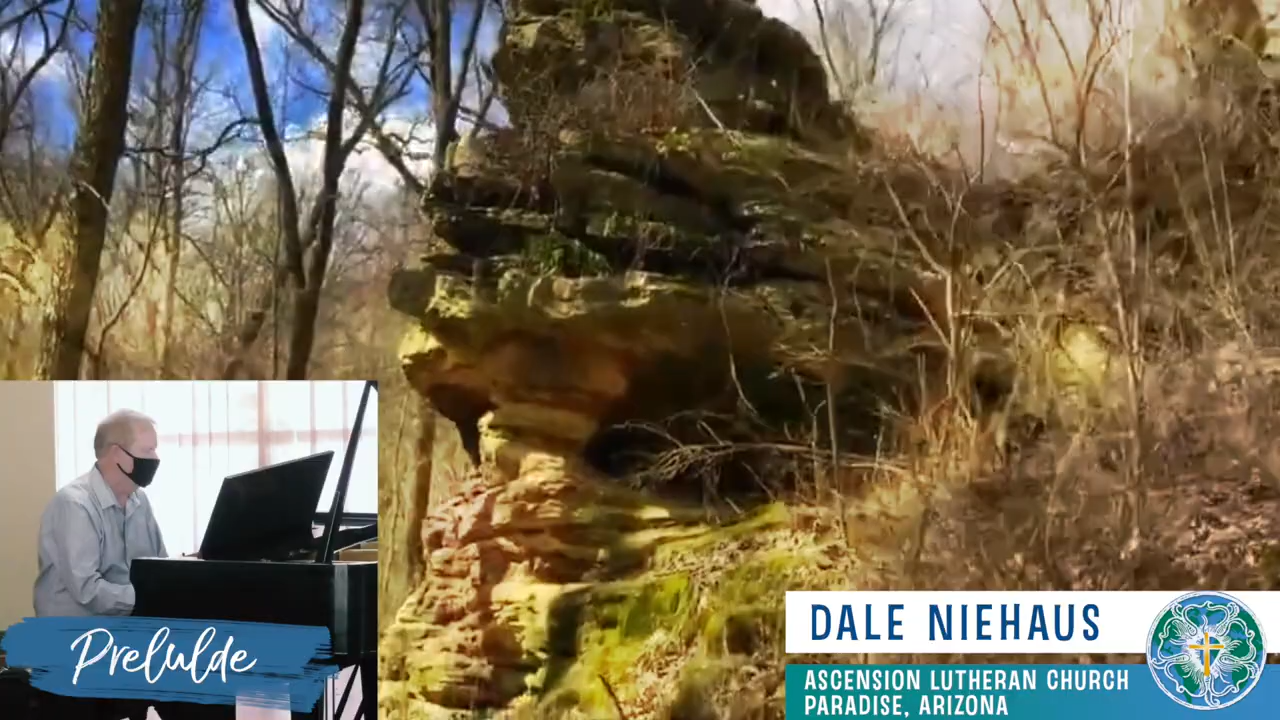 Prelulde
DALE NIEHAUS
ASCENSION LUTHERAN CHURCH
PARADISE, ARIZONA